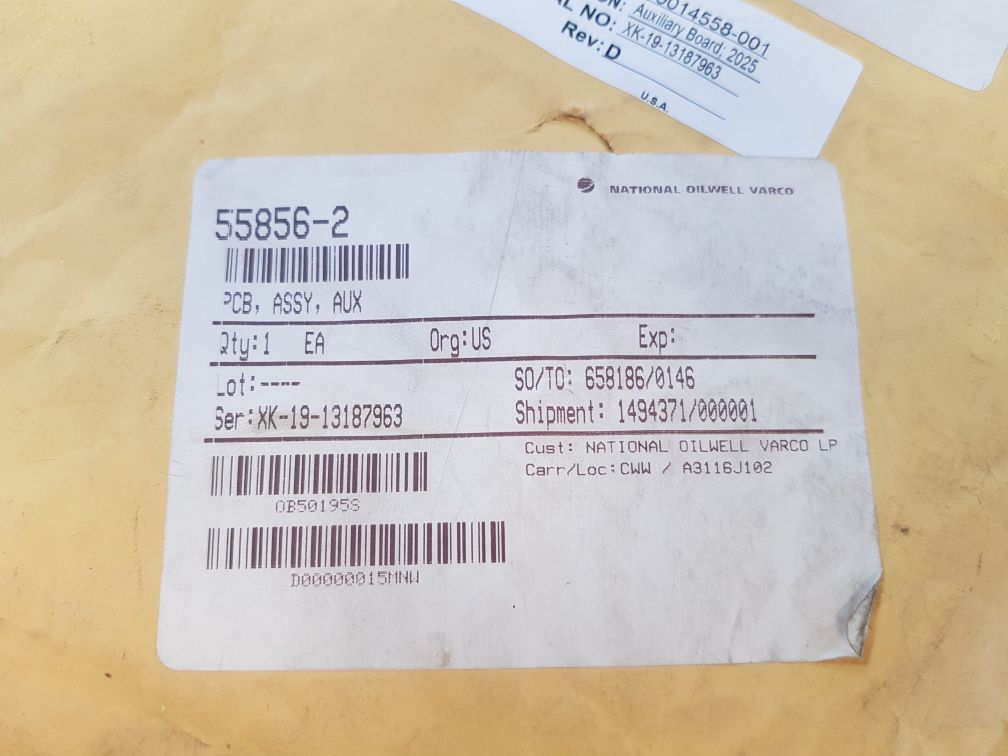 0014558-001
Auxiliary Board; 2025
NO: XK-19-13187963
Rev: D
U.S.A.
NATIONAL OILWELL VARCO
55856-2
PCB, ASSY, AUX
Qty:1 EA Org:US Exp:
Lot:---- SO/TO: 658186/0146
Ser:XK-19-13187963 Shipment: 1494371/000001
Cust: NATIONAL OILWELL VARCO LP
Carr/Loc:CWW / A3116J102
OB50195S
D00000015MNW